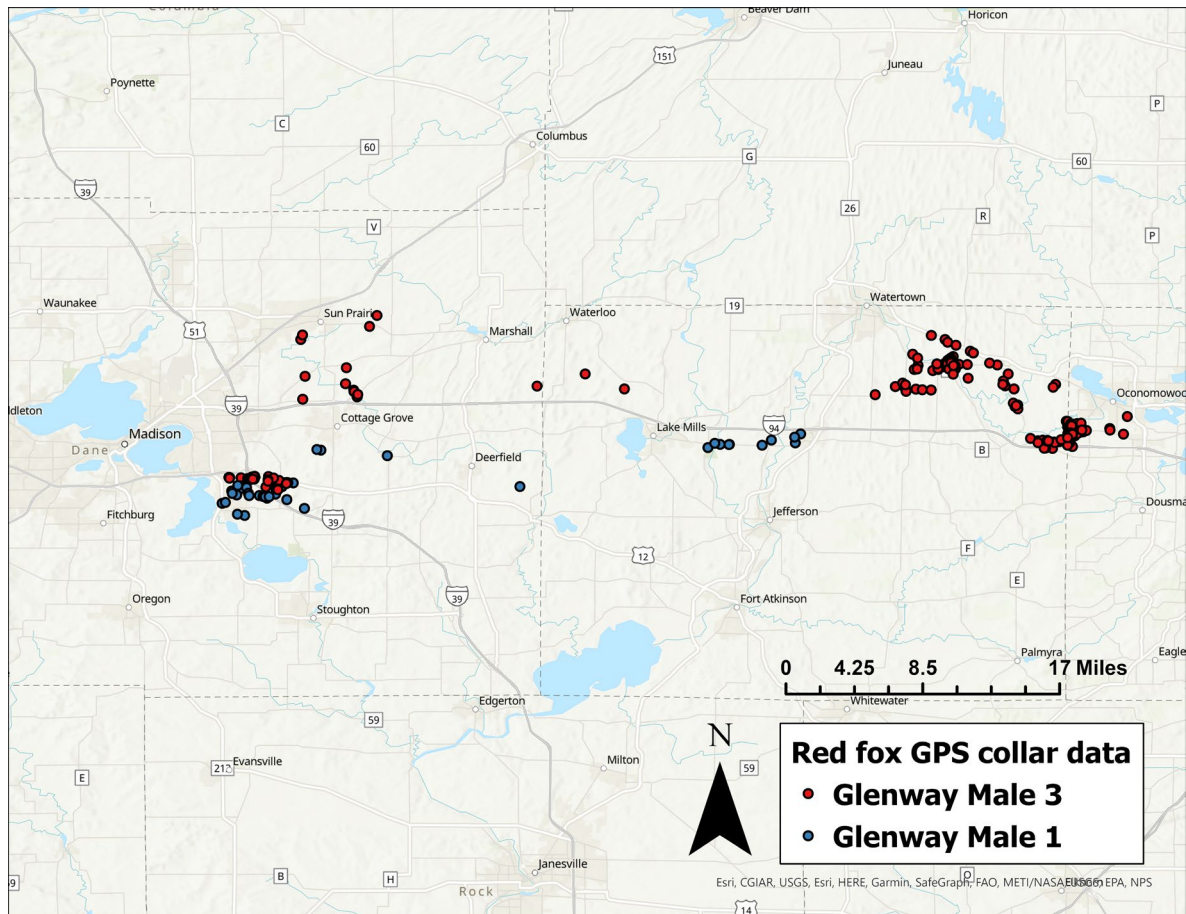 Columbia
Beaver Dam
Horicon
151
Juneau
Poynette
P
C
60
Columbus
G
60
39
26
R
V
P
Waunakee
19
Watertown
Sun Prairi
Waterloo
51
Marshall
39
Oconomowoc
Cottage Grove
Madison
Lake Mills
94
Dane
B
Deerfield
Fitchburg
39
Jefferson
Dousma
12
F
E
39
Oregon
Stoughton
Fort Atkinson
Palmyra
Eagle
0 4.25 8.5 17 Miles
Edgerton
Whitewater
59
N
Evansville
Milton
59
E
Red fox GPS collar data
Glenway Male 3
Glenway Male 1
Janesville
B
H
Rock
O
Esri, CGIAR, USGS, Esri, HERE, Garmin, SafeGraph, FAO, METI/NASA, USGS, EPA, NPS
14